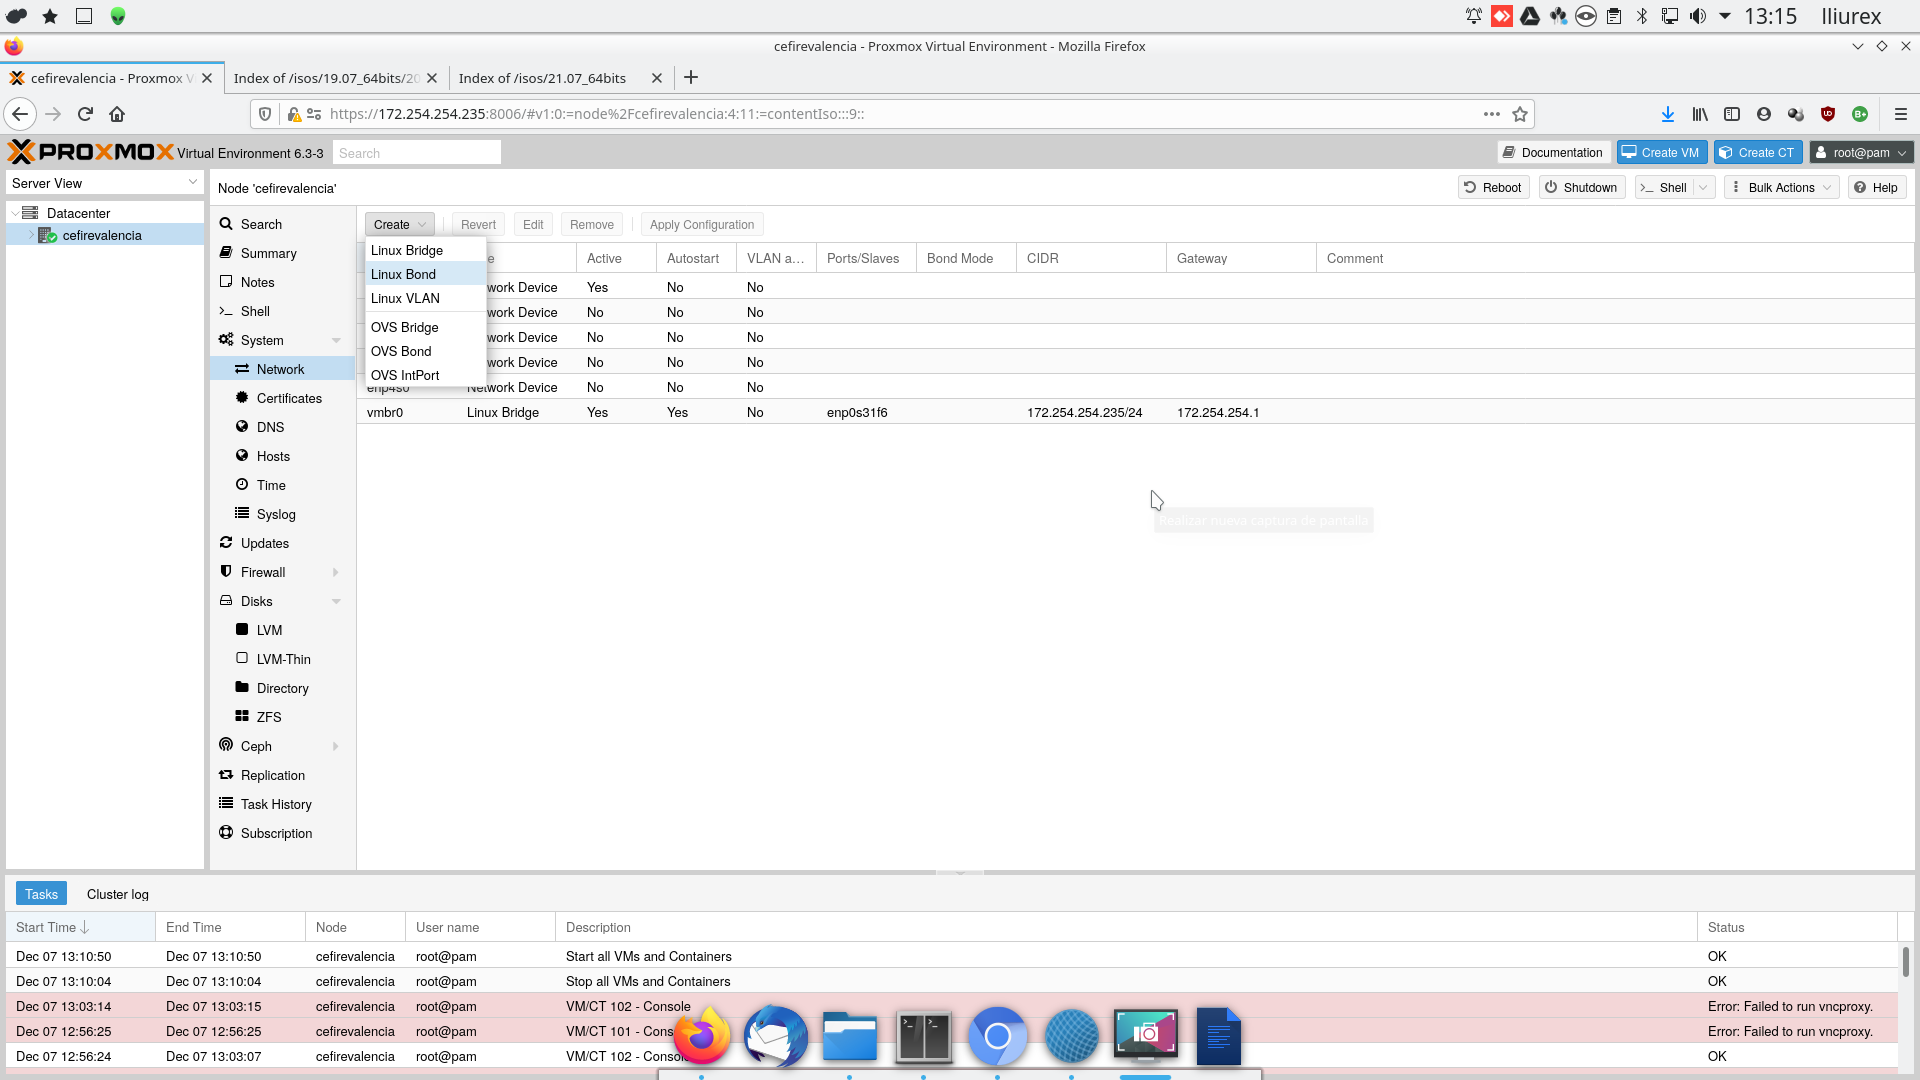 13:15 lliurex
cefirevalencia - Proxmox Virtual Environment - Mozilla Firefox
cefirevalencia - Proxmox V
Index of /isos/19.07_64bits/20
Index of /isos/21.07_64bits
https://172.254.254.235:8006/#v1:0:=node%2Fcefirevalencia:4:11:=contentIso:::9::
PROXMOX Virtual Environment 6.3-3 Search Documentation Create VM Create CT root@pam
Server View
Node 'cefirevalencia' Reboot Shutdown Shell Bulk Actions Help
Datacenter
cefirevalencia
Search
Summary
Notes
Shell
System
Network
Certificates
DNS
Hosts
Time
Syslog
Updates
Firewall
Disks
LVM
LVM-Thin
Directory
ZFS
Ceph
Replication
Task History
Subscription
Create Revert Edit Remove Apply Configuration
Linux Bridge
Linux Bond
Linux VLAN
OVS Bridge
OVS Bond
OVS IntPort
e Active Autostart VLAN a... Ports/Slaves Bond Mode CIDR Gateway Comment
work Device Yes No No
work Device No No No
work Device No No No
work Device No No No
enp4s0 Network Device No No No
vmbr0 Linux Bridge Yes Yes No enp0s31f6 172.254.254.235/24 172.254.254.1
Realizar nueva captura de pantalla
Tasks Cluster log
Start Time End Time Node User name Description Status
Dec 07 13:10:50 Dec 07 13:10:50 cefirevalencia root@pam Start all VMs and Containers OK
Dec 07 13:10:04 Dec 07 13:10:04 cefirevalencia root@pam Stop all VMs and Containers OK
Dec 07 13:03:14 Dec 07 13:03:15 cefirevalencia root@pam VM/CT 102 - Console Error: Failed to run vncproxy.
Dec 07 12:56:25 Dec 07 12:56:25 cefirevalencia root@pam VM/CT 101 - Cons Error: Failed to run vncproxy.
Dec 07 12:56:24 Dec 07 13:03:07 cefirevalencia root@pam VM/CT 102 - Conso OK